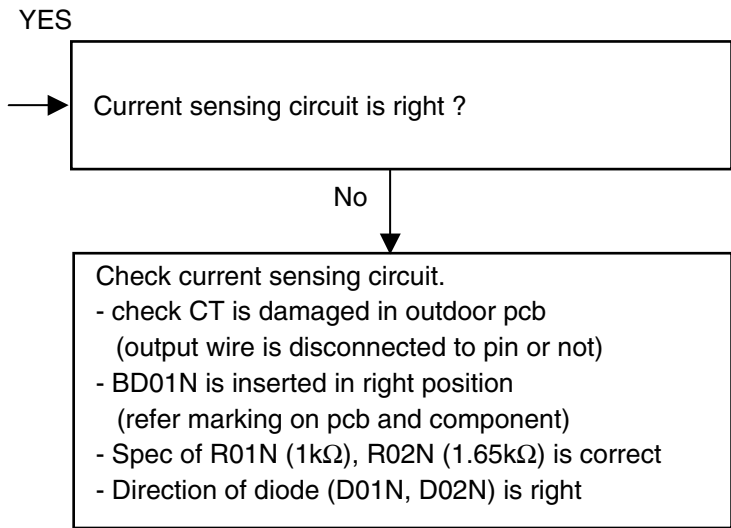 YES
Current sensing circuit is right ?
No
Check current sensing circuit.
- check CT is damaged in outdoor pcb
(output wire is disconnected to pin or not)
- BD01N is inserted in right position
(refer marking on pcb and component)
- Spec of R01N (1kΩ), R02N (1.65kΩ) is correct
- Direction of diode (D01N, D02N) is right